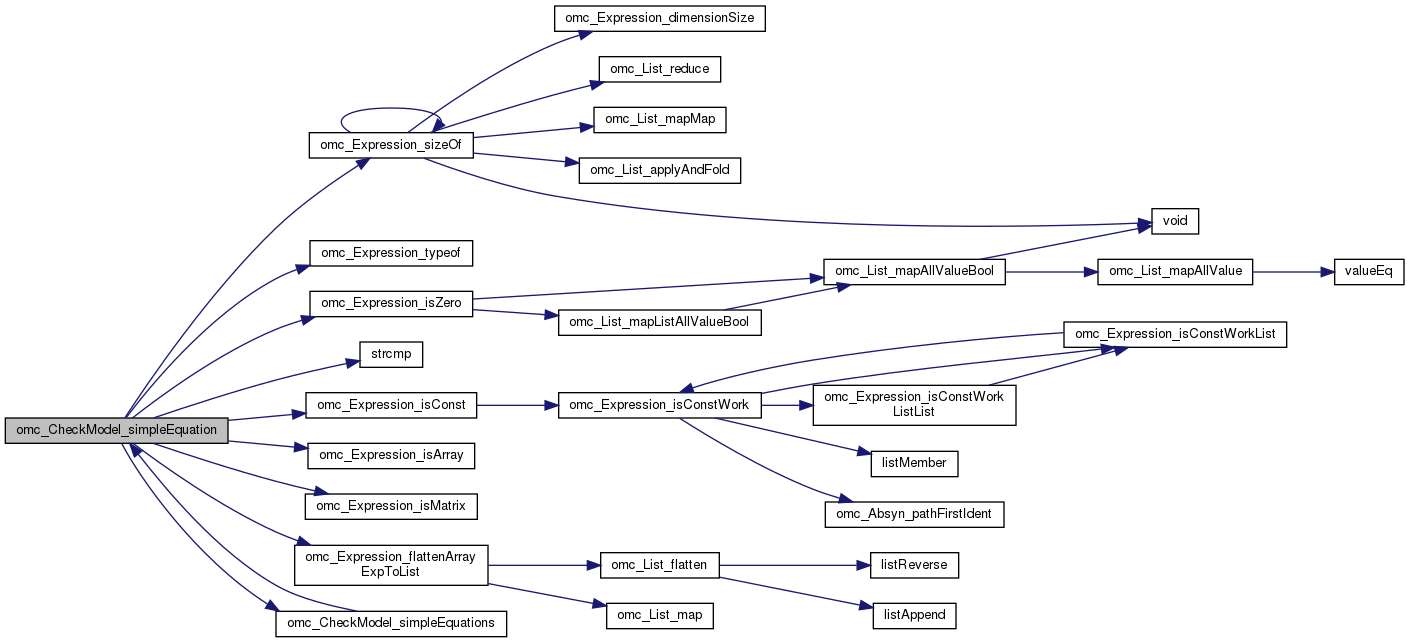 omc_Expression_dimensionSize
omc_List_reduce
omc_List_mapMap
omc_Expression_sizeOf
omc_List_applyAndFold
void
omc_Expression_typeof
omc_List_mapAllValueBool
omc_List_mapAllValue
valueEq
omc_Expression_isZero
omc_List_mapListAllValueBool
omc_Expression_isConstWorkList
strcmp
omc_Expression_isConst
omc_Expression_isConstWork
omc_Expression_isConstWork
ListList
omc_CheckModel_simpleEquation
omc_Expression_isArray
listMember
omc_Expression_isMatrix
omc_Absyn_pathFirstIdent
omc_Expression_flattenArray
ExpToList
omc_List_flatten
listReverse
omc_List_map
listAppend
omc_CheckModel_simpleEquations